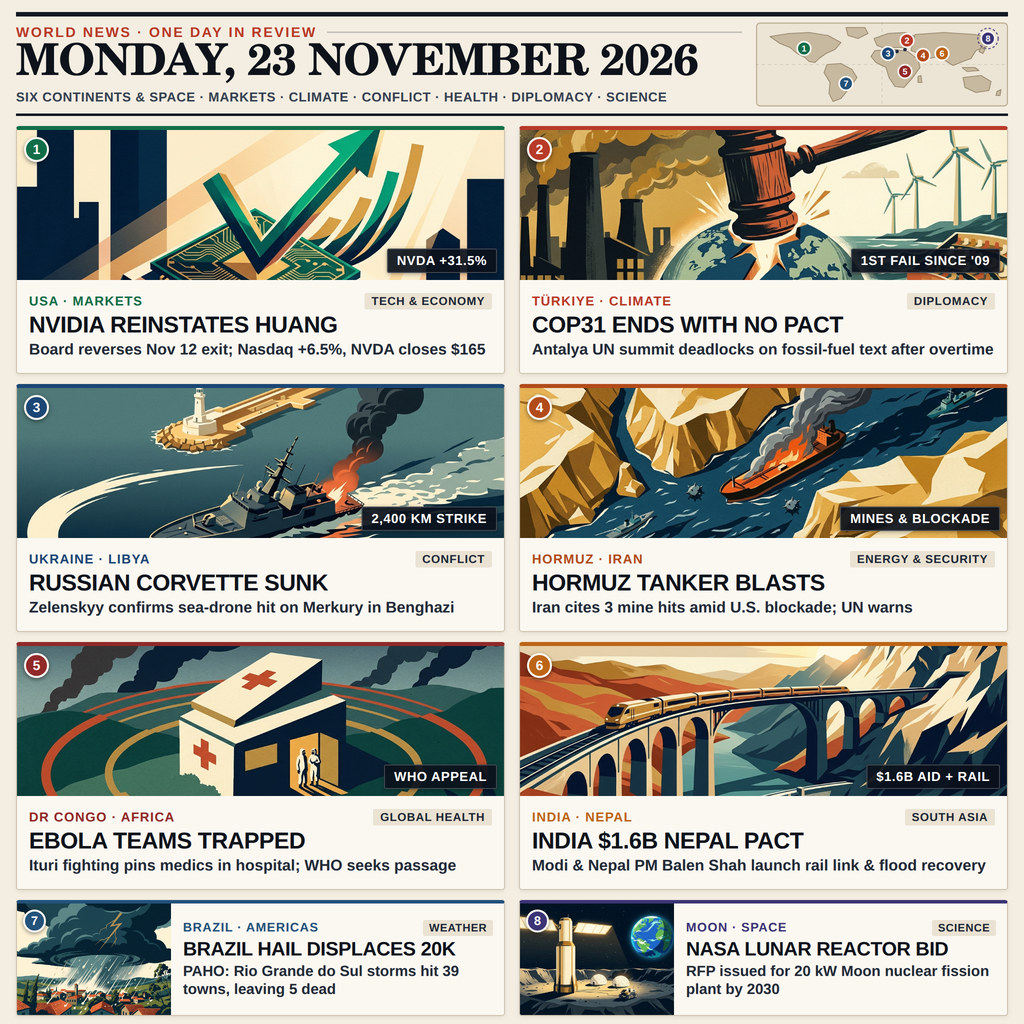 WORLD NEWS · ONE DAY IN REVIEW
MONDAY, 23 NOVEMBER 2026
SIX CONTINENTS & SPACE · MARKETS · CLIMATE · CONFLICT · HEALTH · DIPLOMACY · SCIENCE
1
2
3
4
6
5
7
8
1
NVDA +31.5%
USA · MARKETS
TECH & ECONOMY
NVIDIA REINSTATES HUANG
Board reverses Nov 12 exit; Nasdaq +6.5%, NVDA closes $165
2
1ST FAIL SINCE '09
TÜRKIYE · CLIMATE
DIPLOMACY
COP31 ENDS WITH NO PACT
Antalya UN summit deadlocks on fossil-fuel text after overtime
3
2,400 KM STRIKE
UKRAINE · LIBYA
CONFLICT
RUSSIAN CORVETTE SUNK
Zelenskyy confirms sea-drone hit on Merkury in Benghazi
4
MINES & BLOCKADE
HORMUZ · IRAN
ENERGY & SECURITY
HORMUZ TANKER BLASTS
Iran cites 3 mine hits amid U.S. blockade; UN warns
5
WHO APPEAL
DR CONGO · AFRICA
GLOBAL HEALTH
EBOLA TEAMS TRAPPED
Ituri fighting pins medics in hospital; WHO seeks passage
6
$1.6B AID + RAIL
INDIA · NEPAL
SOUTH ASIA
INDIA $1.6B NEPAL PACT
Modi & Nepal PM Balen Shah launch rail link & flood recovery
7
BRAZIL · AMERICAS
WEATHER
BRAZIL HAIL DISPLACES 20K
PAHO: Rio Grande do Sul storms hit 39
towns, leaving 5 dead
8
MOON · SPACE
SCIENCE
NASA LUNAR REACTOR BID
RFP issued for 20 kW Moon nuclear fission
plant by 2030